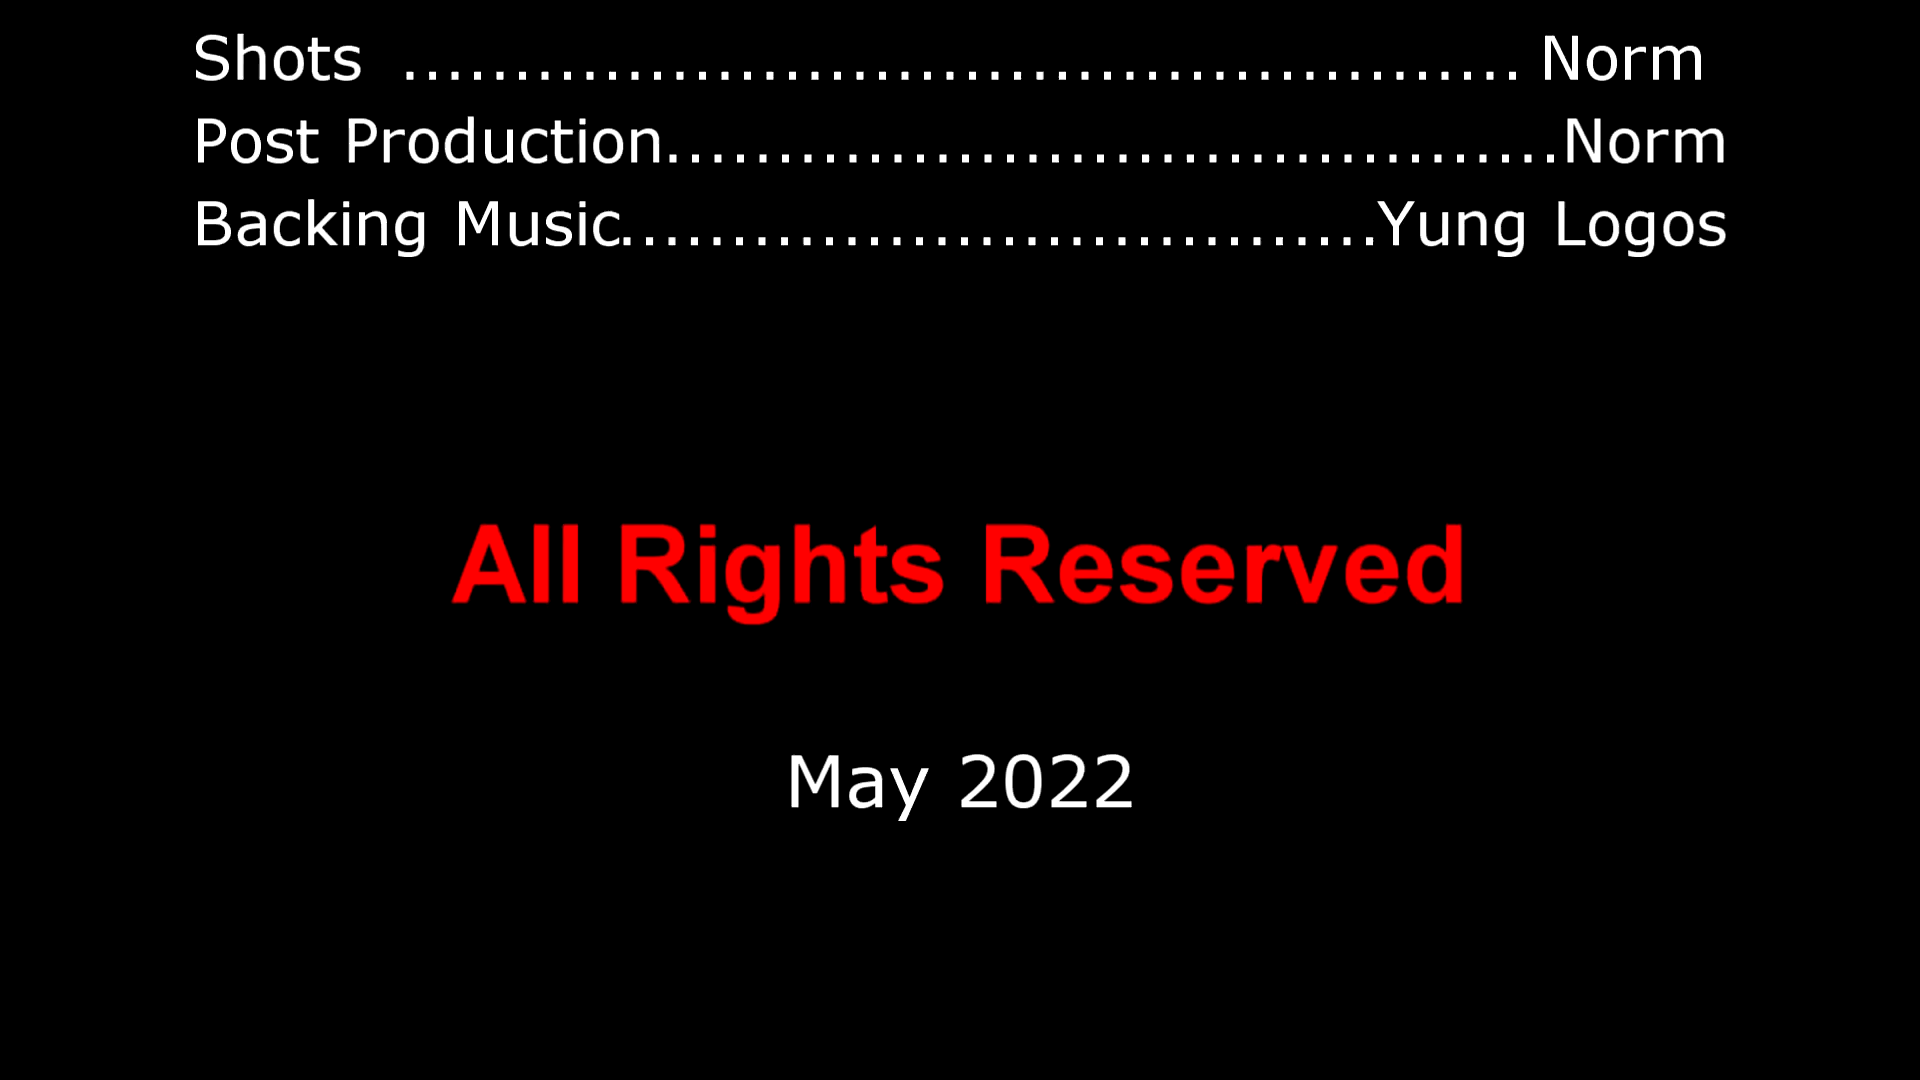 Shots .................................................. Norm
Post Production........................................Norm
Backing Music..................................Yung Logos
All Rights Reserved
May 2022